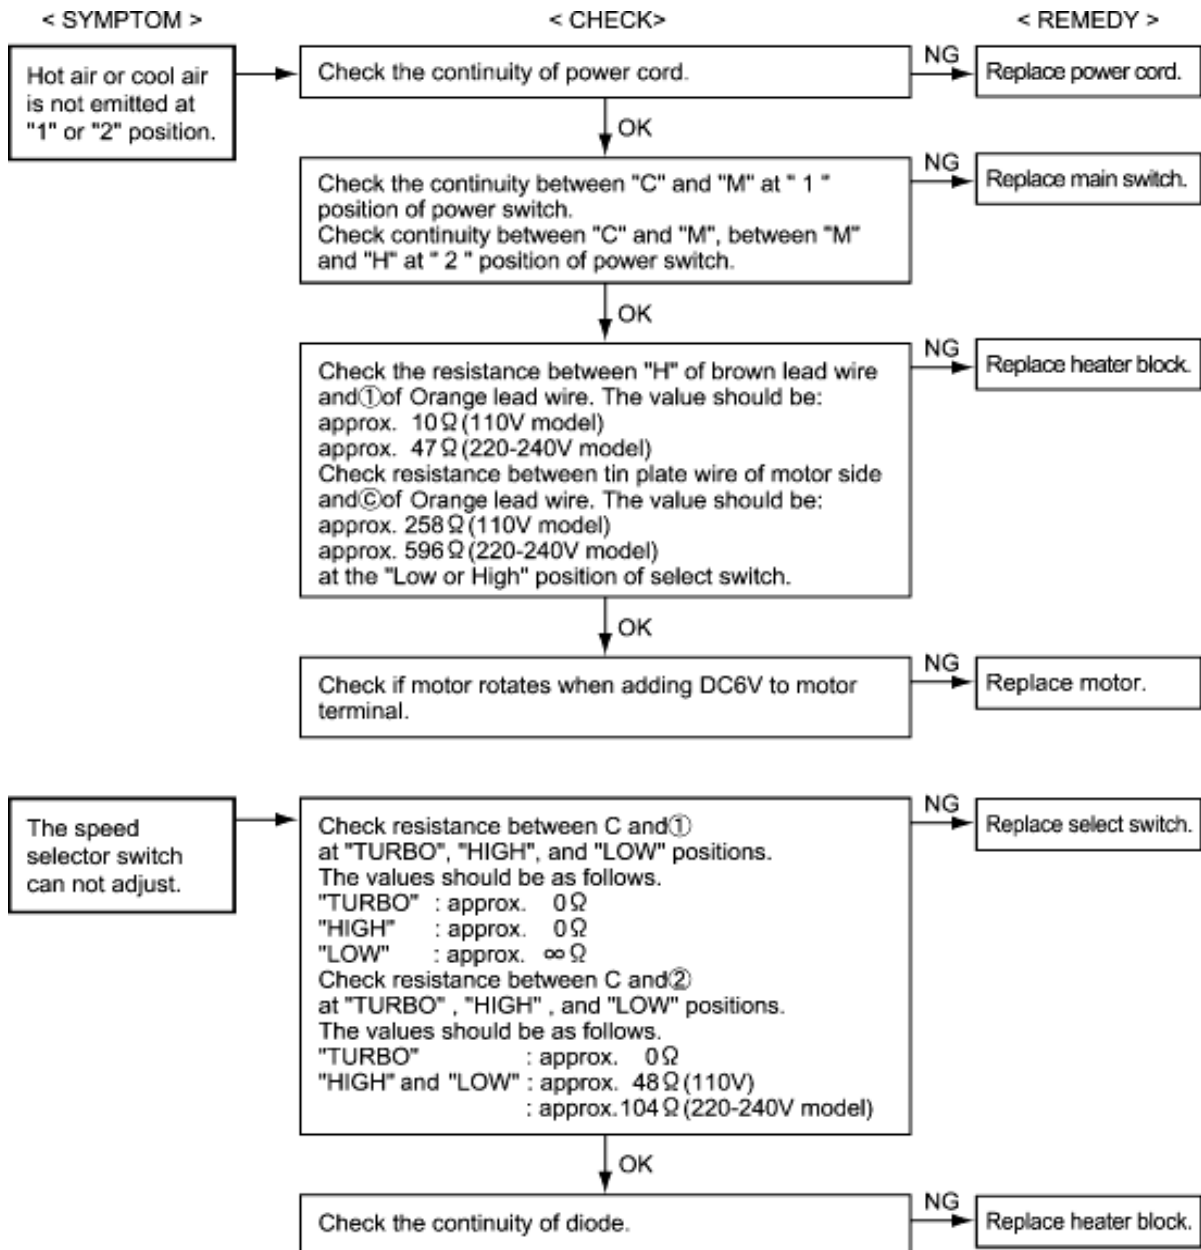 < SYMPTOM >
< CHECK>
< REMEDY >
Hot air or cool air
is not emitted at
"1" or "2" position.
Check the continuity of power cord.
NG
Replace power cord.
OK
Check the continuity between "C" and "M" at " 1 "
position of power switch.
Check continuity between "C" and "M", between "M"
and "H" at " 2 " position of power switch.
NG
Replace main switch.
OK
Check the resistance between "H" of brown lead wire
and①of Orange lead wire. The value should be:
approx. 10Ω(110V model)
approx. 47Ω(220-240V model)
Check resistance between tin plate wire of motor side
andⒸof Orange lead wire. The value should be:
approx. 258Ω(110V model)
approx. 596Ω(220-240V model)
at the "Low or High" position of select switch.
NG
Replace heater block.
OK
Check if motor rotates when adding DC6V to motor
terminal.
NG
Replace motor.
The speed
selector switch
can not adjust.
Check resistance between C and①
at "TURBO", "HIGH", and "LOW" positions.
The values should be as follows.
"TURBO" : approx. 0Ω
"HIGH" : approx. 0Ω
"LOW" : approx. ∞Ω
Check resistance between C and②
at "TURBO" , "HIGH" , and "LOW" positions.
The values should be as follows.
"TURBO" : approx. 0Ω
"HIGH" and "LOW" : approx. 48Ω(110V)
: approx.104Ω(220-240V model)
NG
Replace select switch.
OK
Check the continuity of diode.
NG
Replace heater block.